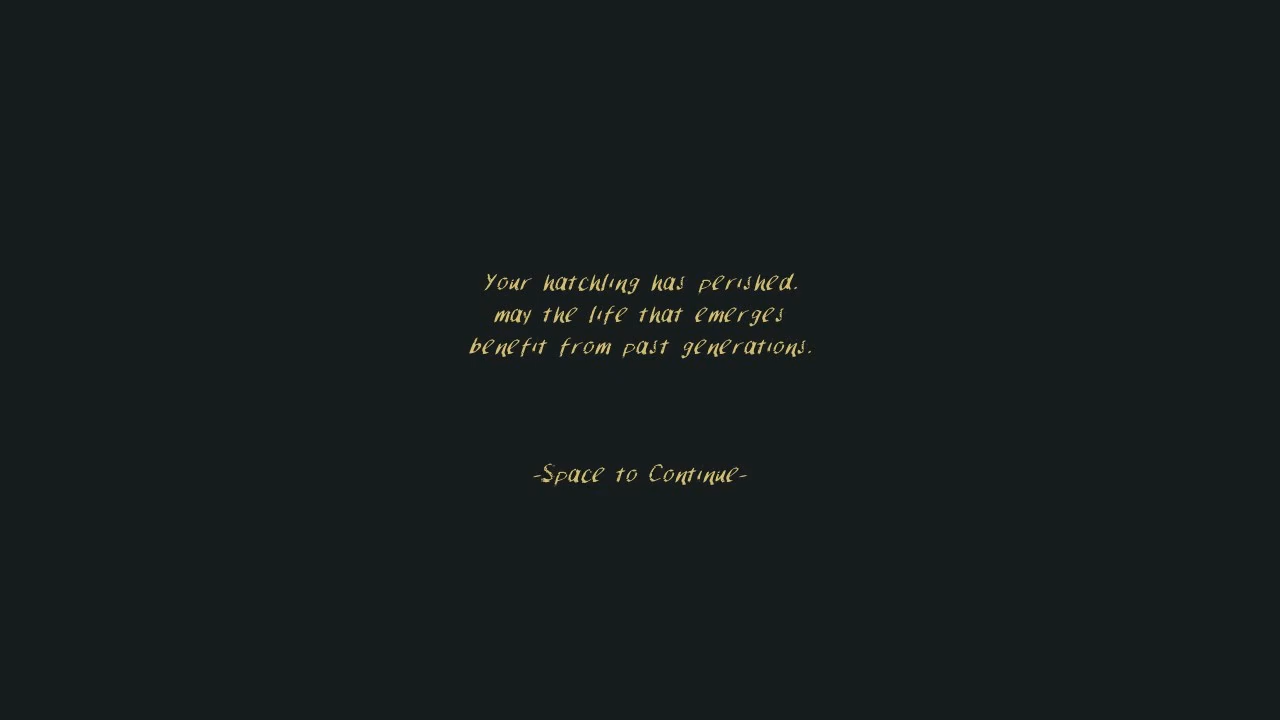 Your hatchling has perished.
may the life that emerges
benefit from past generations.
-Space to Continue-